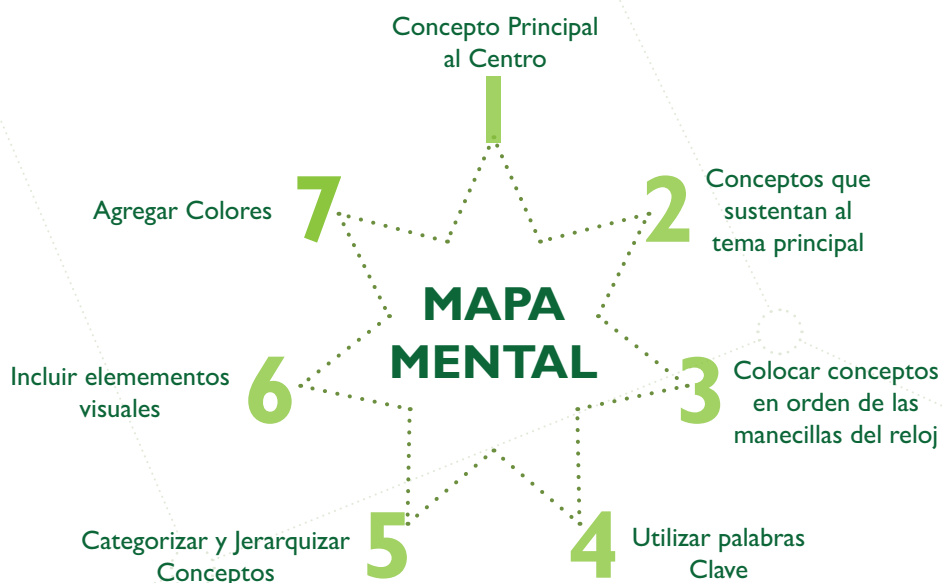 Concepto Principal
al Centro
1
2
Conceptos que
sustentan al
tema principal
3
Colocar conceptos
en orden de las
manecillas del reloj
4
Utilizar palabras
Clave
5
Categorizar y Jerarquizar
Conceptos
6
Incluir elemementos
visuales
7
Agregar Colores
MAPA
MENTAL